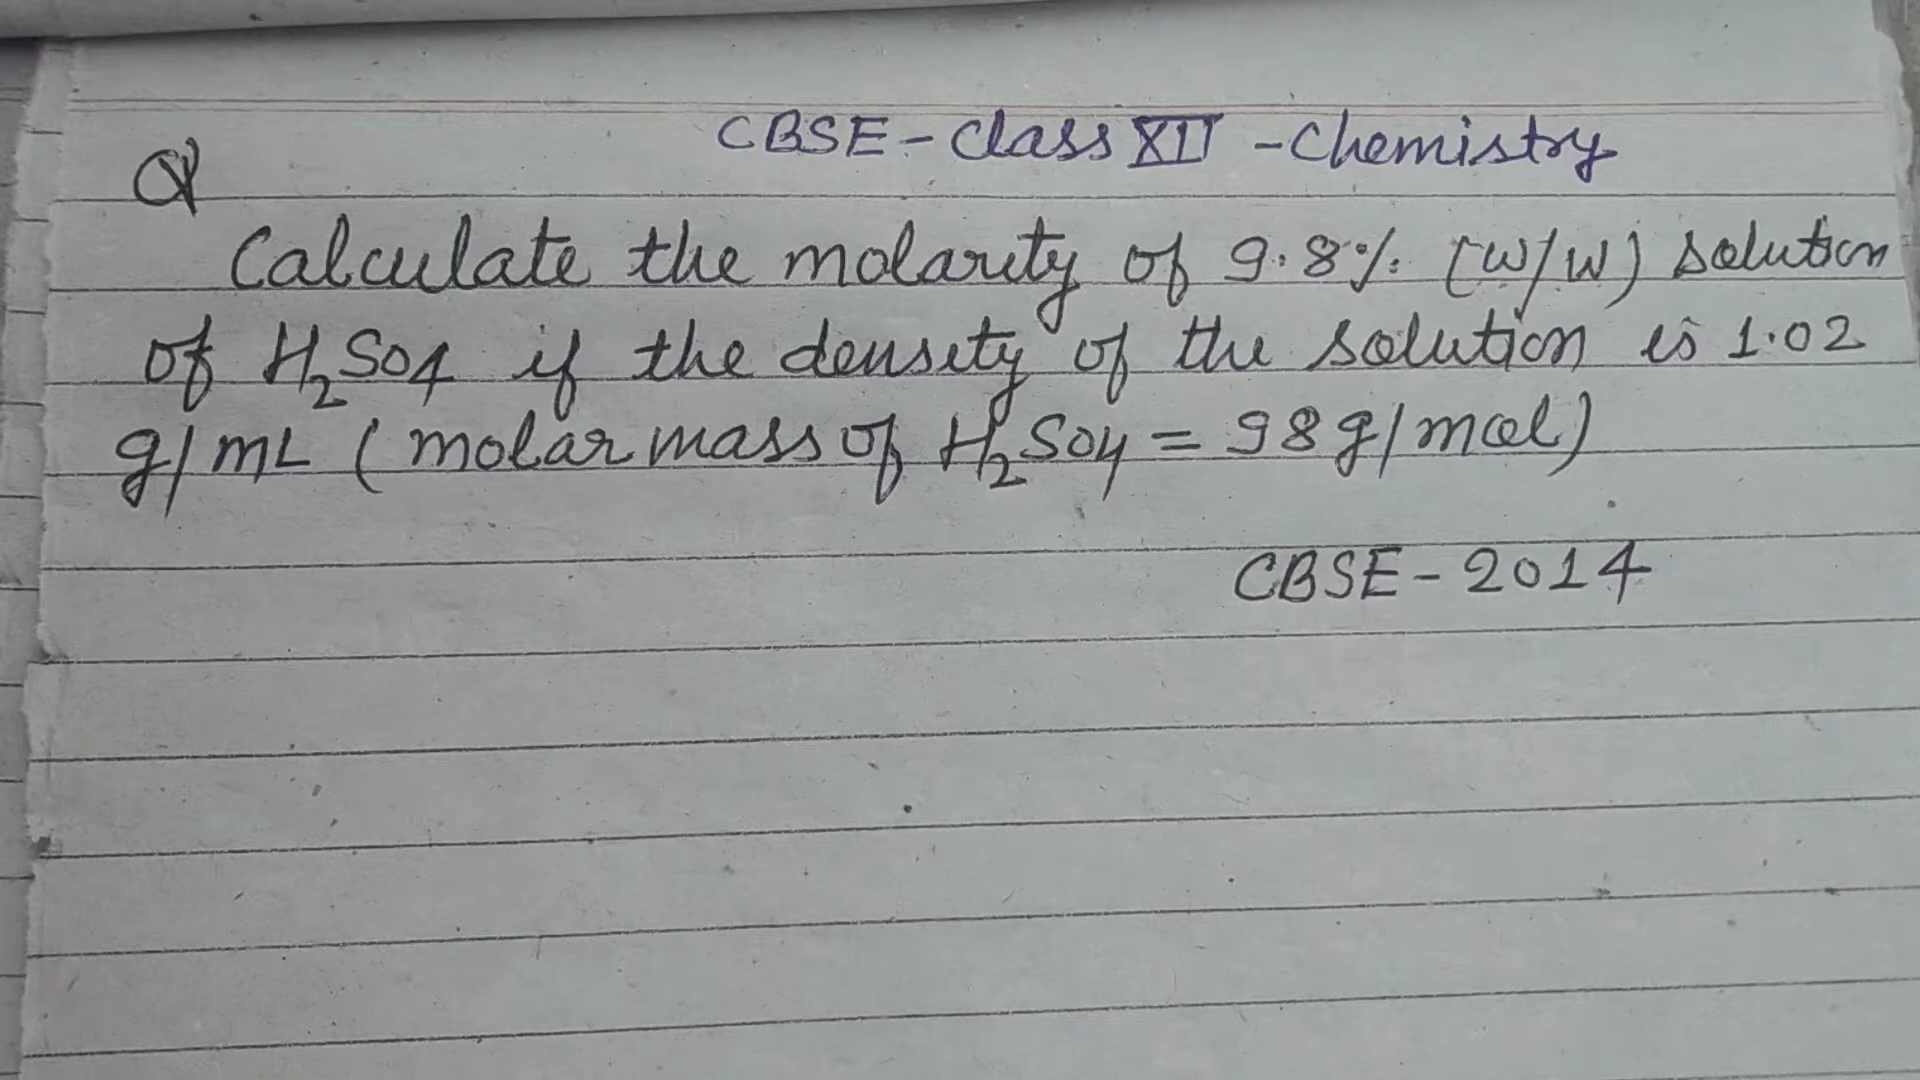 CBSE - Class XII - Chemistry
Q
Calculate the molarity of 9.8% (w/w) solution
of H₂SO4 if the density of the solution is 1.02
g/mL (molar mass of H₂SO4 = 98g/mol)
CBSE - 2014